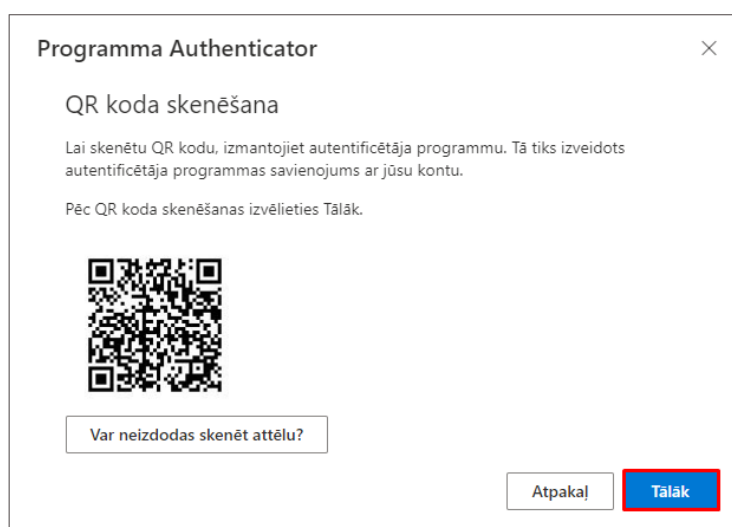 Programma Authenticator
QR koda skenēšana
Lai skenētu QR kodu, izmantojiet autentificētāja programmu. Tā tiks izveidots
autentificētāja programmas savienojums ar jūsu kontu.
Pēc QR koda skenēšanas izvēlieties Tālāk.
Var neizdodas skenēt attēlu?
Atpakaļ
Tālāk